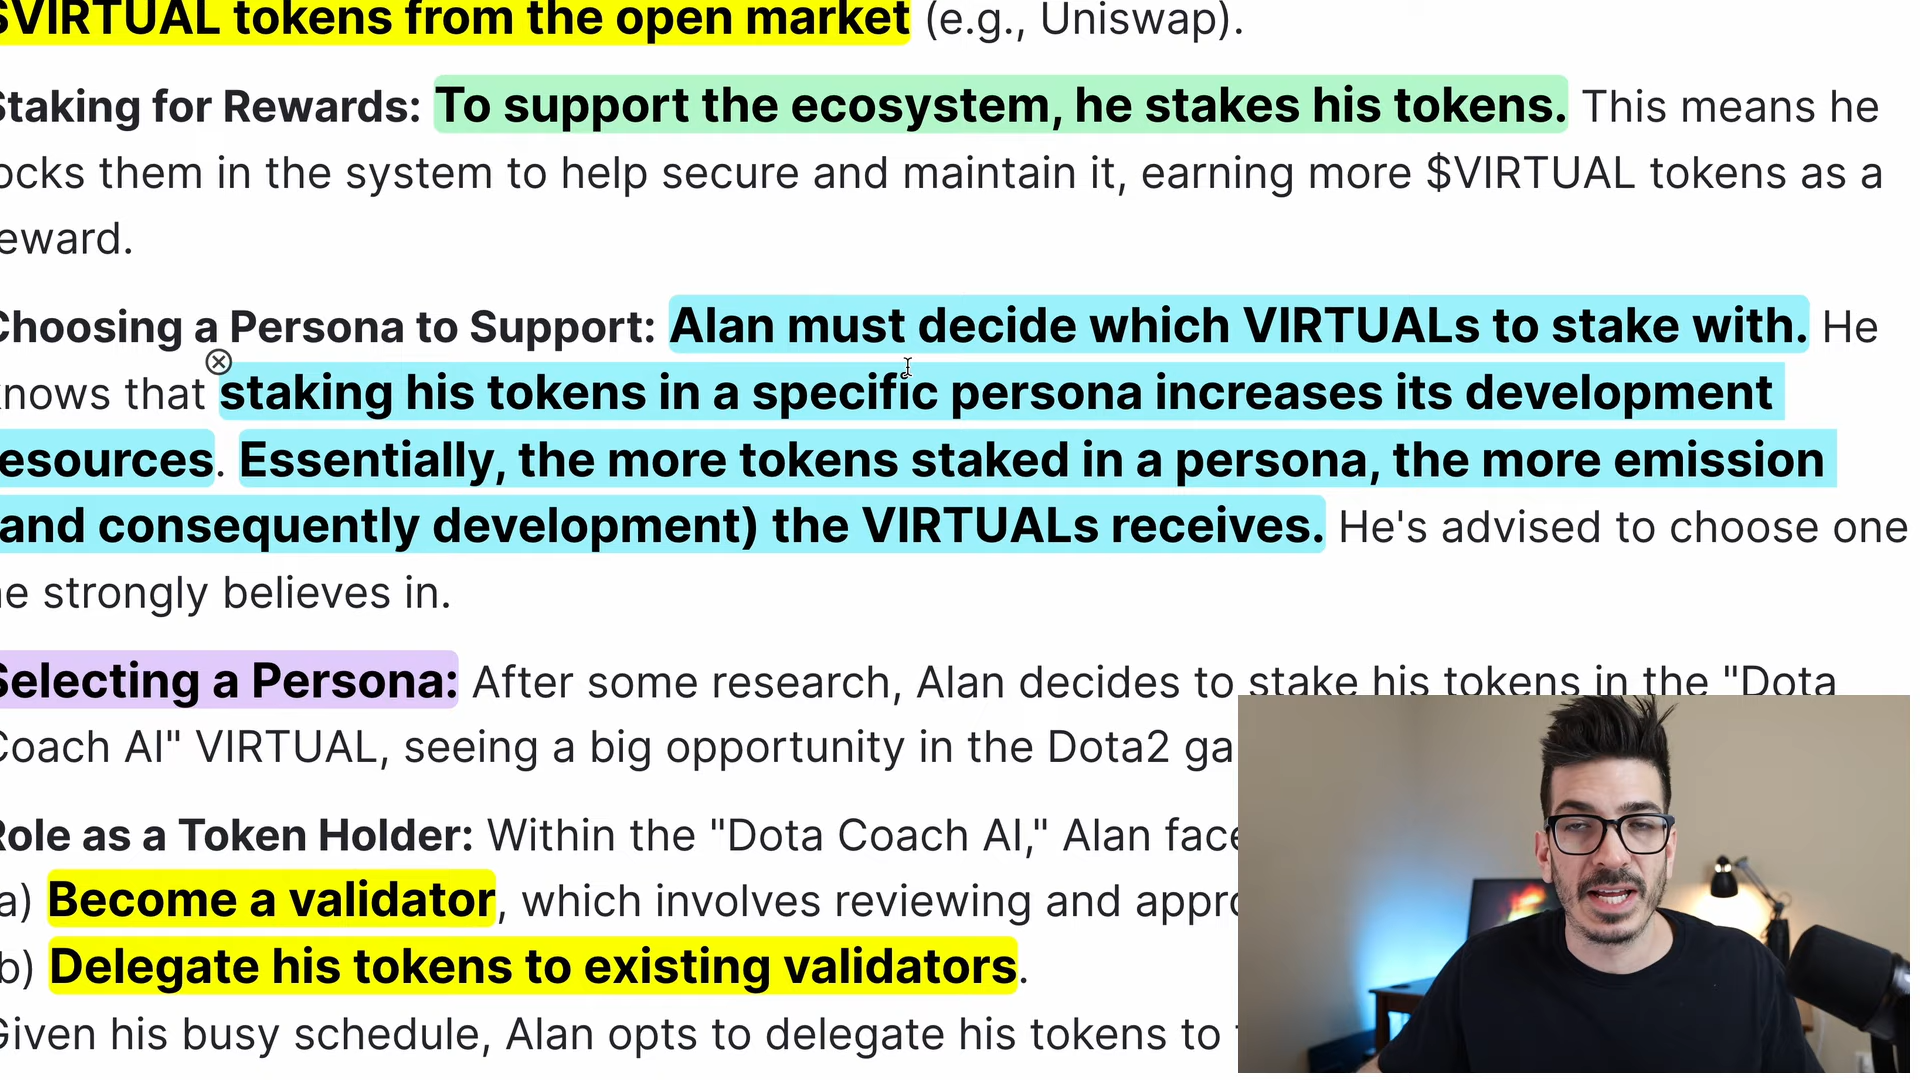 $VIRTUAL tokens from the open market (e.g., Uniswap).
Staking for Rewards: To support the ecosystem, he stakes his tokens. This means he
locks them in the system to help secure and maintain it, earning more $VIRTUAL tokens as a
reward.
Choosing a Persona to Support: Alan must decide which VIRTUALs to stake with. He
knows that staking his tokens in a specific persona increases its development
resources. Essentially, the more tokens staked in a persona, the more emission
(and consequently development) the VIRTUALs receives. He's advised to choose one
he strongly believes in.
Selecting a Persona: After some research, Alan decides to stake his tokens in the "Dota
Coach AI" VIRTUAL, seeing a big opportunity in the Dota2 ga
Role as a Token Holder: Within the "Dota Coach AI," Alan face
a) Become a validator, which involves reviewing and appro
b) Delegate his tokens to existing validators.
Given his busy schedule, Alan opts to delegate his tokens to